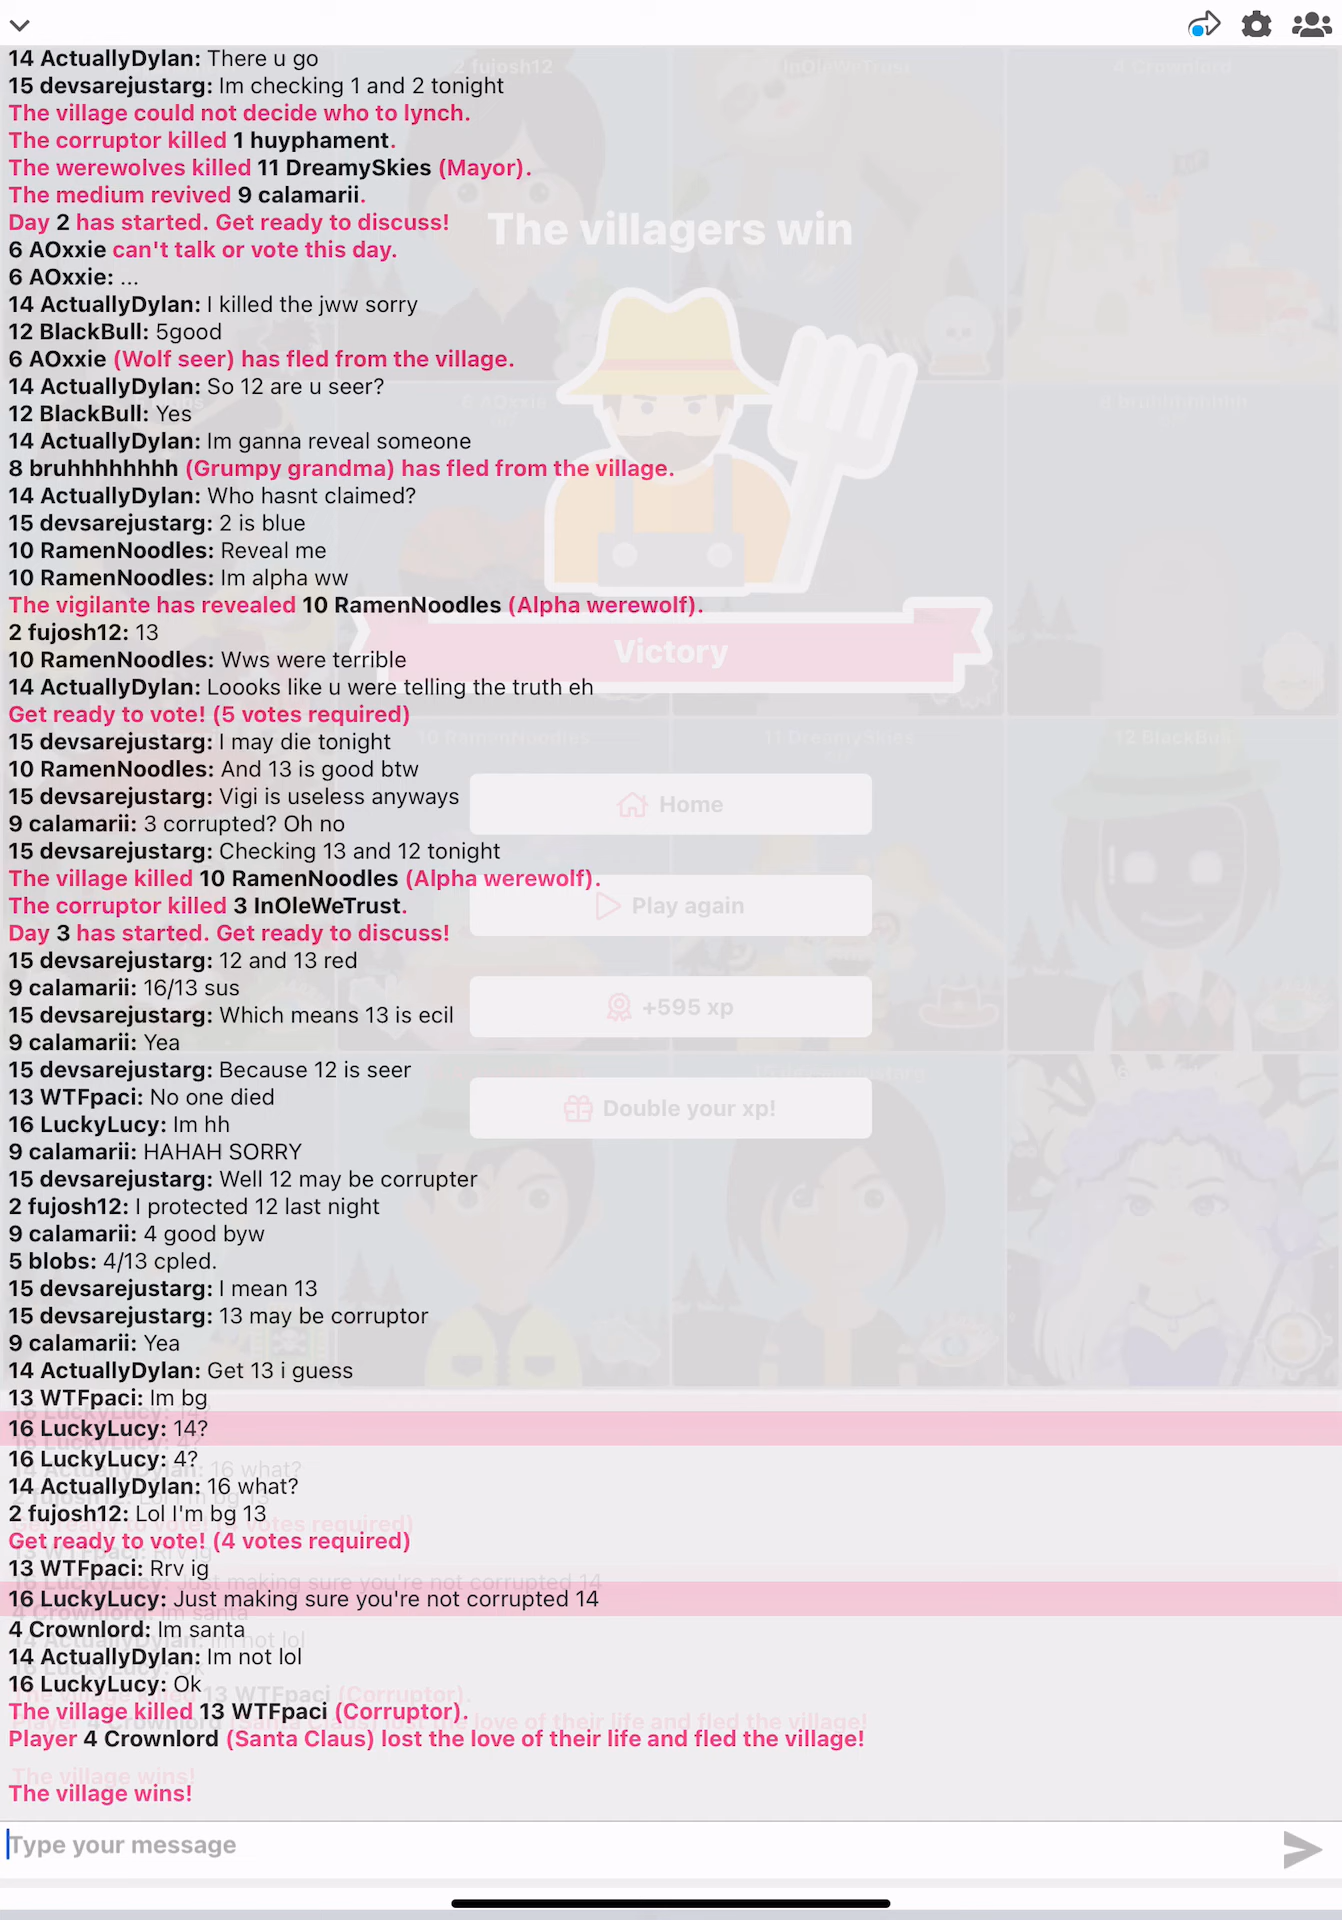 14 ActuallyDylan: There u go
15 devsarejustarg: Im checking 1 and 2 tonight
The village could not decide who to lynch.
The corruptor killed 1 huyphament.
The werewolves killed 11 DreamySkies (Mayor).
The medium revived 9 calamarii.
Day 2 has started. Get ready to discuss!
6 AOxxie can't talk or vote this day.
6 AOxxie: ...
14 ActuallyDylan: I killed the jww sorry
12 BlackBull: 5good
6 AOxxie (Wolf seer) has fled from the village.
14 ActuallyDylan: So 12 are u seer?
12 BlackBull: Yes
14 ActuallyDylan: Im ganna reveal someone
8 bruhhhhhhhh (Grumpy grandma) has fled from the village.
14 ActuallyDylan: Who hasnt claimed?
15 devsarejustarg: 2 is blue
10 RamenNoodles: Reveal me
10 RamenNoodles: Im alpha ww
The vigilante has revealed 10 RamenNoodles (Alpha werewolf).
2 fujosh12: 13
10 RamenNoodles: Wws were terrible
14 ActuallyDylan: Loooks like u were telling the truth eh
Get ready to vote! (5 votes required)
15 devsarejustarg: I may die tonight
10 RamenNoodles: And 13 is good btw
15 devsarejustarg: Vigi is useless anyways
9 calamarii: 3 corrupted? Oh no
15 devsarejustarg: Checking 13 and 12 tonight
The village killed 10 RamenNoodles (Alpha werewolf).
The corruptor killed 3 InOleWeTrust.
Day 3 has started. Get ready to discuss!
15 devsarejustarg: 12 and 13 red
9 calamarii: 16/13 sus
15 devsarejustarg: Which means 13 is ecil
9 calamarii: Yea
15 devsarejustarg: Because 12 is seer
13 WTFpaci: No one died
16 LuckyLucy: Im hh
9 calamarii: HAHAH SORRY
15 devsarejustarg: Well 12 may be corrupter
2 fujosh12: I protected 12 last night
9 calamarii: 4 good byw
5 blobs: 4/13 cpled.
15 devsarejustarg: I mean 13
15 devsarejustarg: 13 may be corruptor
9 calamarii: Yea
14 ActuallyDylan: Get 13 i guess
13 WTFpaci: Im bg
16 LuckyLucy: 14?
16 LuckyLucy: 4?
14 ActuallyDylan: 16 what?
2 fujosh12: Lol I'm bg 13
Get ready to vote! (4 votes required)
13 WTFpaci: Rrv ig
16 LuckyLucy: Just making sure you're not corrupted 14
4 Crownlord: Im santa
14 ActuallyDylan: Im not lol
16 LuckyLucy: Ok
The village killed 13 WTFpaci (Corruptor).
Player 4 Crownlord (Santa Claus) lost the love of their life and fled the village!
The village wins!
Type your message
The villagers win
Victory
Home
Play again
+595 xp
Double your xp!
2 fujosh12
InOleWeTrust
4 Crownlord
6 AOxxie
8 bruhhhhhhhh
10 RamenNoodles
11 DreamySkies
12 BlackBull
15 devsarejustarg